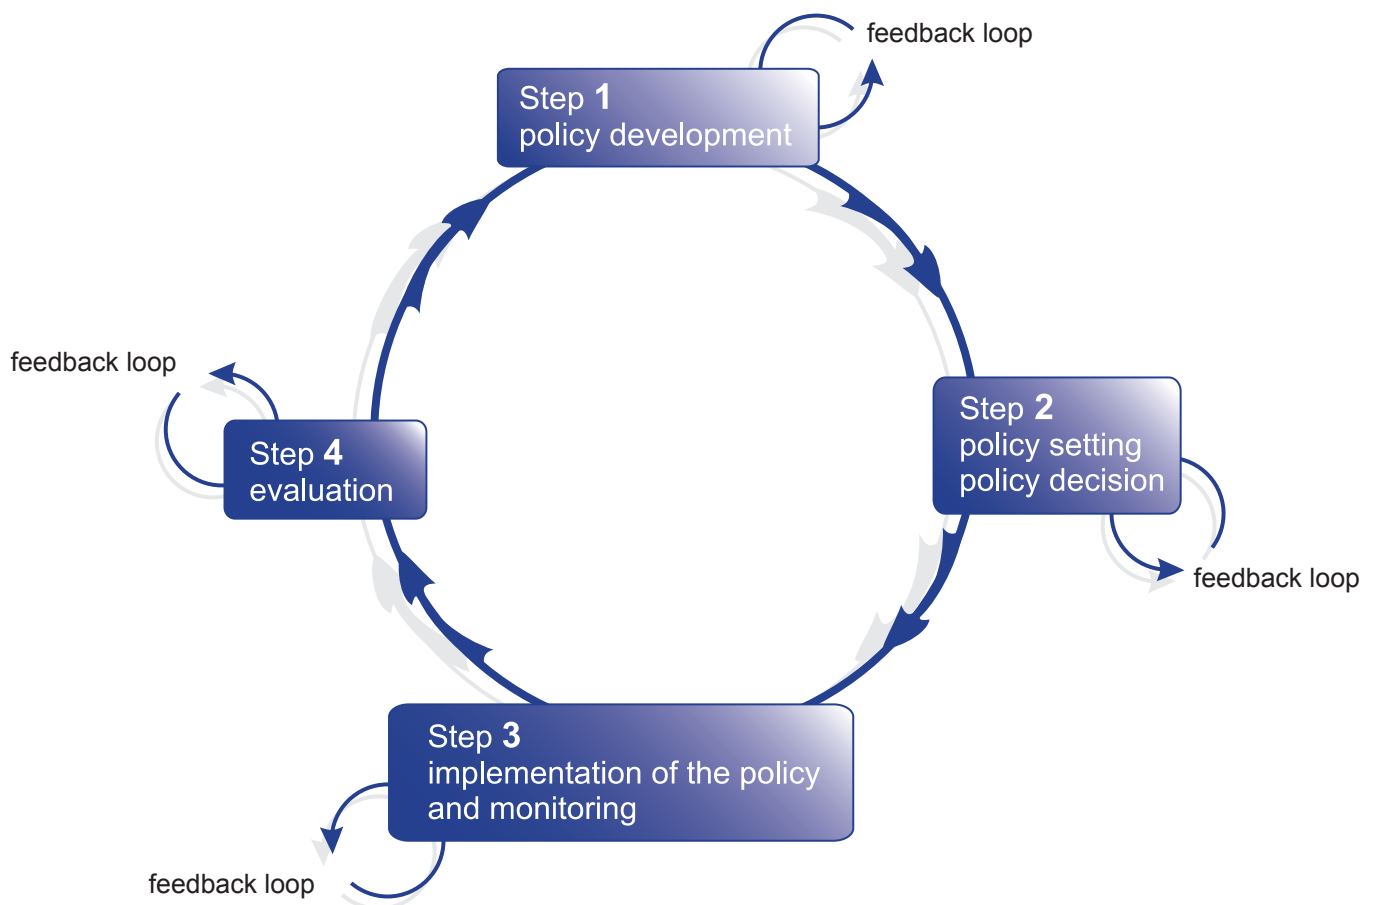 feedback loop
Step 1
policy development
feedback loop
Step 2
policy setting
policy decision
Step 4
evaluation
feedback loop
Step 3
implementation of the policy
and monitoring
feedback loop